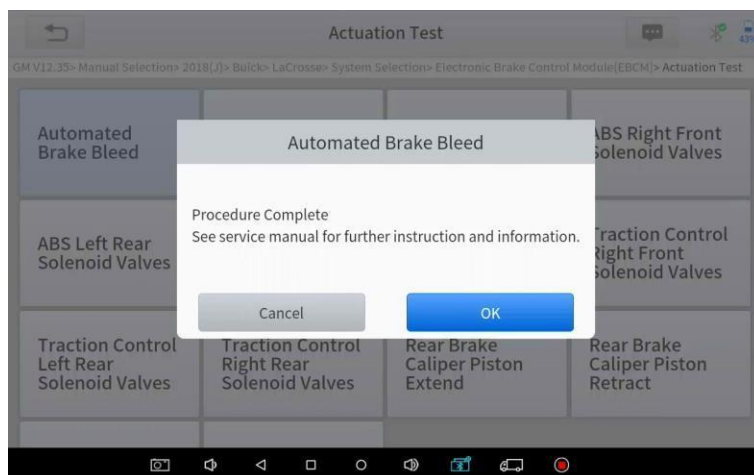 Actuation Test
43%
GM V12.35> Manual Selection> 2018(J)> Buick> LaCrosse> System Selection> Electronic Brake Control Module(EBCM)> Actuation Test
Automated
Brake Bleed
ABS Right Front
Solenoid Valves
Automated Brake Bleed
Procedure Complete
See service manual for further instruction and information.
Cancel
OK
ABS Left Rear
Solenoid Valves
Traction Control
Right Front
Solenoid Valves
Traction Control
Left Rear
Solenoid Valves
Traction Control
Right Rear
Solenoid Valves
Rear Brake
Caliper Piston
Extend
Rear Brake
Caliper Piston
Retract